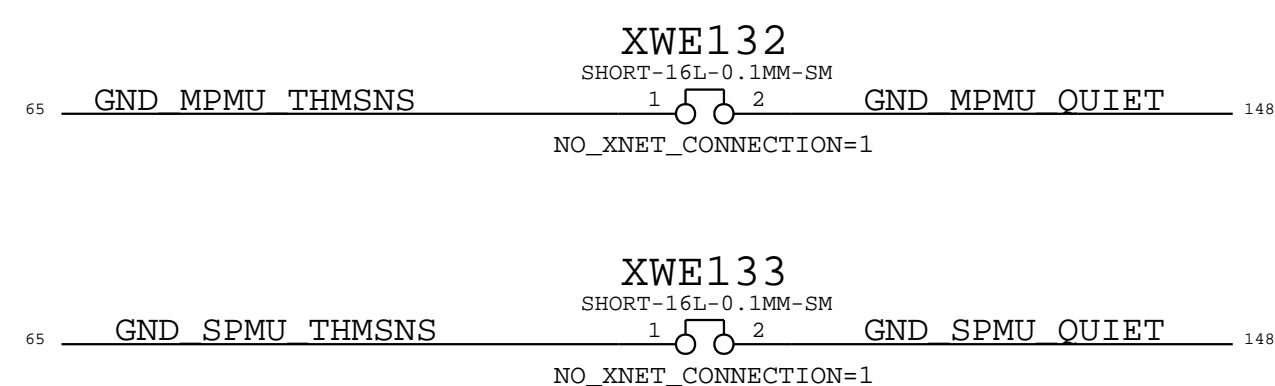 XWE132
SHORT-16L-0.1MM-SM
65 GND_MPMU_THMSNS 1 2 GND_MPMU_QUIET 148
NO_XNET_CONNECTION=1
XWE133
SHORT-16L-0.1MM-SM
65 GND_SPMU_THMSNS 1 2 GND_SPMU_QUIET 148
NO_XNET_CONNECTION=1